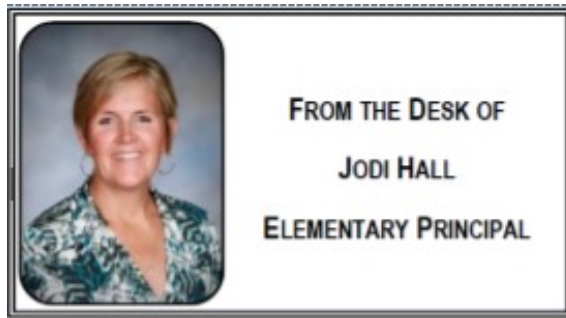 FROM THE DESK OF
JODI HALL
ELEMENTARY PRINCIPAL